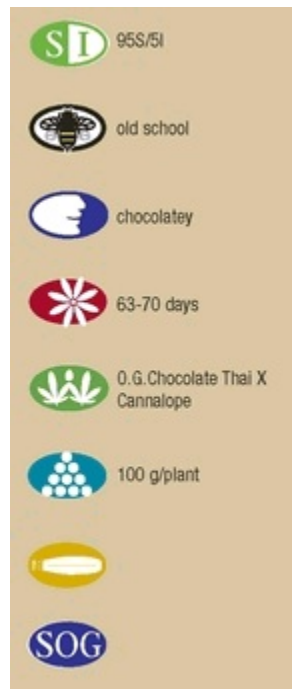 SI 95S/5I
old school
chocolatey
63-70 days
O.G.Chocolate Thai X
Cannalope
100 g/plant
SOG